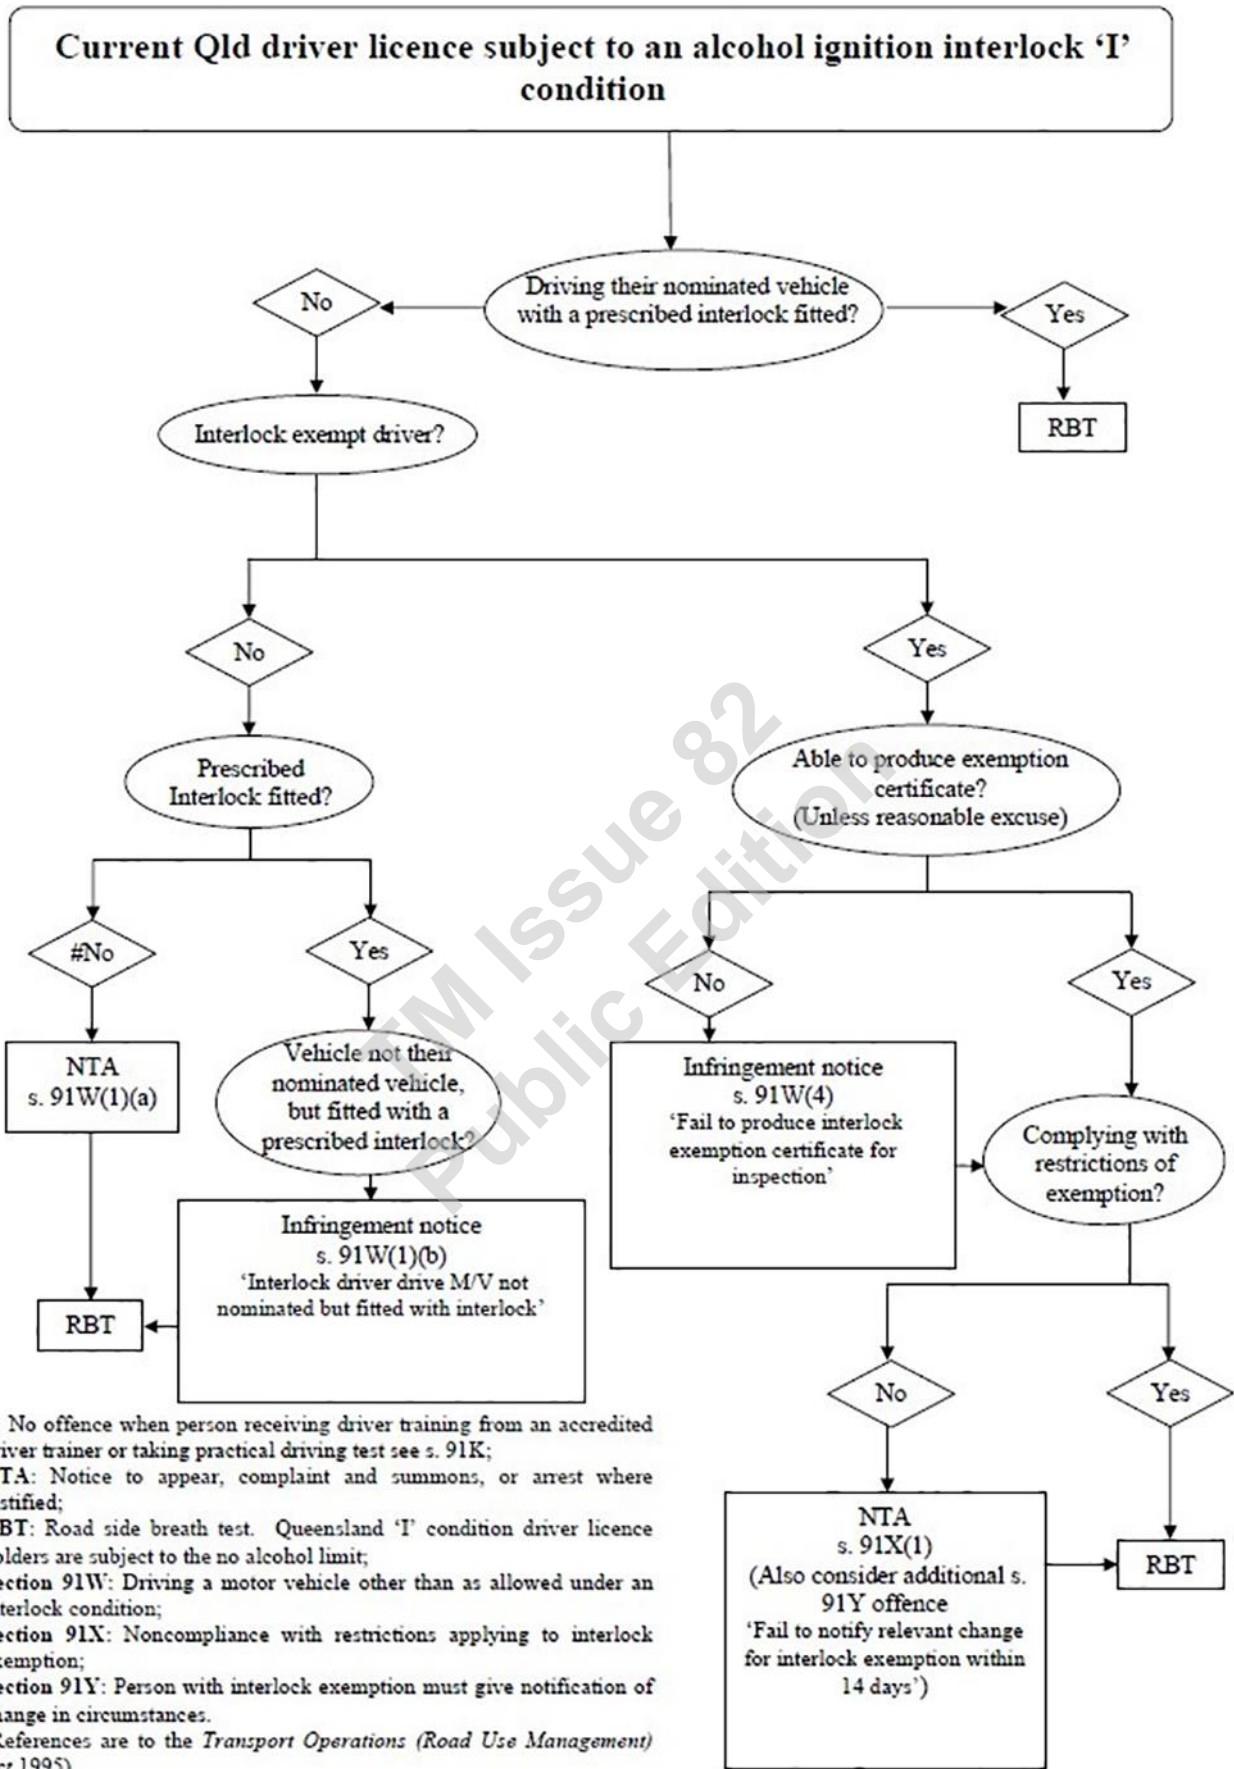 Current Qld driver licence subject to an alcohol ignition interlock ‘I’
condition
Driving their nominated vehicle
with a prescribed interlock fitted?
No
Yes
RBT
Interlock exempt driver?
No
Yes
Prescribed
Interlock fitted?
Able to produce exemption
certificate?
(Unless reasonable excuse)
#No
Yes
No
Yes
NTA
s. 91W(1)(a)
Vehicle not their
nominated vehicle,
but fitted with a
prescribed interlock?
Infringement notice
s. 91W(4)
‘Fail to produce interlock
exemption certificate for
inspection’
Complying with
restrictions of
exemption?
Infringement notice
s. 91W(1)(b)
‘Interlock driver drive M/V not
nominated but fitted with interlock’
RBT
No
Yes
NTA
s. 91X(1)
(Also consider additional s.
91Y offence
‘Fail to notify relevant change
for interlock exemption within
14 days’)
RBT
No offence when person receiving driver training from an accredited
iver trainer or taking practical driving test see s. 91K;
TA: Notice to appear, complaint and summons, or arrest where
stified;
BT: Road side breath test. Queensland ‘I’ condition driver licence
olders are subject to the no alcohol limit;
ection 91W: Driving a motor vehicle other than as allowed under an
terlock condition;
ection 91X: Noncompliance with restrictions applying to interlock
emption;
ection 91Y: Person with interlock exemption must give notification of
ange in circumstances.
References are to the Transport Operations (Road Use Management)
ct 1995)
TM Issue 82
Public Edition